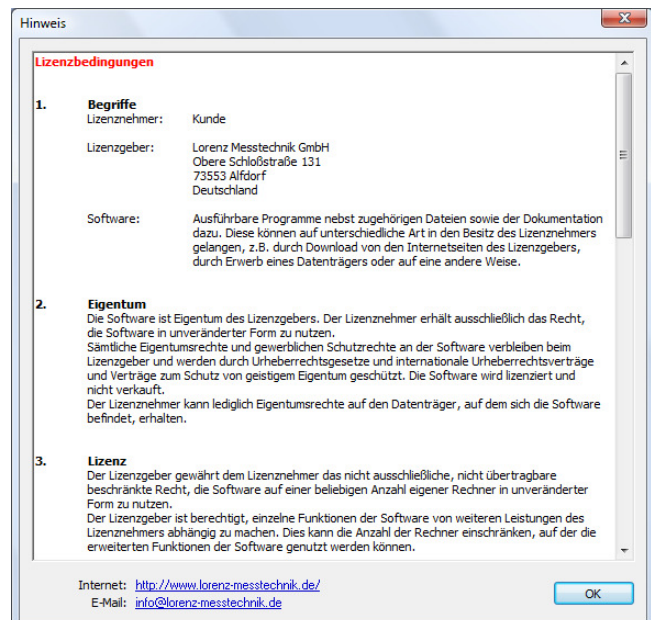 Hinweis
Lizenzbedingungen
1. Begriffe
Lizenznehmer: Kunde
Lizenzgeber: Lorenz Messtechnik GmbH
Obere Schloßstraße 131
73553 Alfdorf
Deutschland
Software: Ausführbare Programme nebst zugehörigen Dateien sowie der Dokumentation
dazu. Diese können auf unterschiedliche Art in den Besitz des Lizenznehmers
gelangen, z.B. durch Download von den Internetseiten des Lizenzgebers,
durch Erwerb eines Datenträgers oder auf eine andere Weise.
2. Eigentum
Die Software ist Eigentum des Lizenzgebers. Der Lizenznehmer erhält ausschließlich das Recht,
die Software in unveränderter Form zu nutzen.
Sämtliche Eigentumsrechte und gewerblichen Schutzrechte an der Software verbleiben beim
Lizenzgeber und werden durch Urheberrechtsgesetze und internationale Urheberrechtsverträge
und Verträge zum Schutz von geistigem Eigentum geschützt. Die Software wird lizenziert und
nicht verkauft.
Der Lizenznehmer kann lediglich Eigentumsrechte auf den Datenträger, auf dem sich die Software
befindet, erhalten.
3. Lizenz
Der Lizenzgeber gewährt dem Lizenznehmer das nicht ausschließliche, nicht übertragbare
beschränkte Recht, die Software auf einer beliebigen Anzahl eigener Rechner in unveränderter
Form zu nutzen.
Der Lizenzgeber ist berechtigt, einzelne Funktionen der Software von weiteren Leistungen des
Lizenznehmers abhängig zu machen. Dies kann die Anzahl der Rechner einschränken, auf der die
erweiterten Funktionen der Software genutzt werden können.
Internet: http://www.lorenz-messtechnik.de/
E-Mail: info@lorenz-messtechnik.de
OK